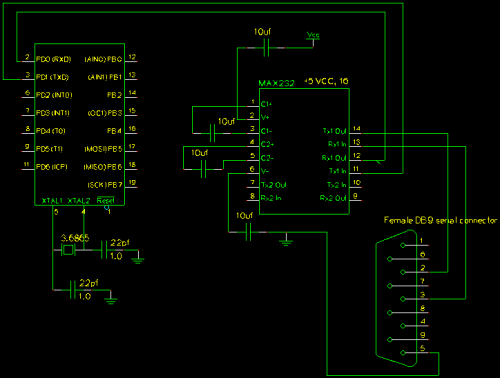 10uf
Vcc
MAX232
+5 VCC, 16
2 PD0 (RXD) (AIN0) PB0 12
3 PD1 (TXD) (AIN1) PB1 13
6 PD2 (INT0) PB2 14
7 PD3 (INT1) (OC1) PB3 15
8 PD4 (T0) PB4 16
9 PD5 (T1) (MOSI) PB5 17
11 PD6 (ICP) (MISO) PB6 18
(SCK) PB7 19
XTAL1 XTAL2 Reset
5 4
3.6865
22pf
1.0
22pf
1.0
1 C1+
2 V+
3 C1- Tx1 Out 14
4 C2+ Rx1 In 13
5 C2- Rx1 Out 12
6 V- Tx1 In 11
7 Tx2 Out Tx2 In 10
8 Rx2 In Rx2 Out 9
10uf
10uf
10uf
Female DB9 serial connector
1
6
2
7
3
8
4
9
5